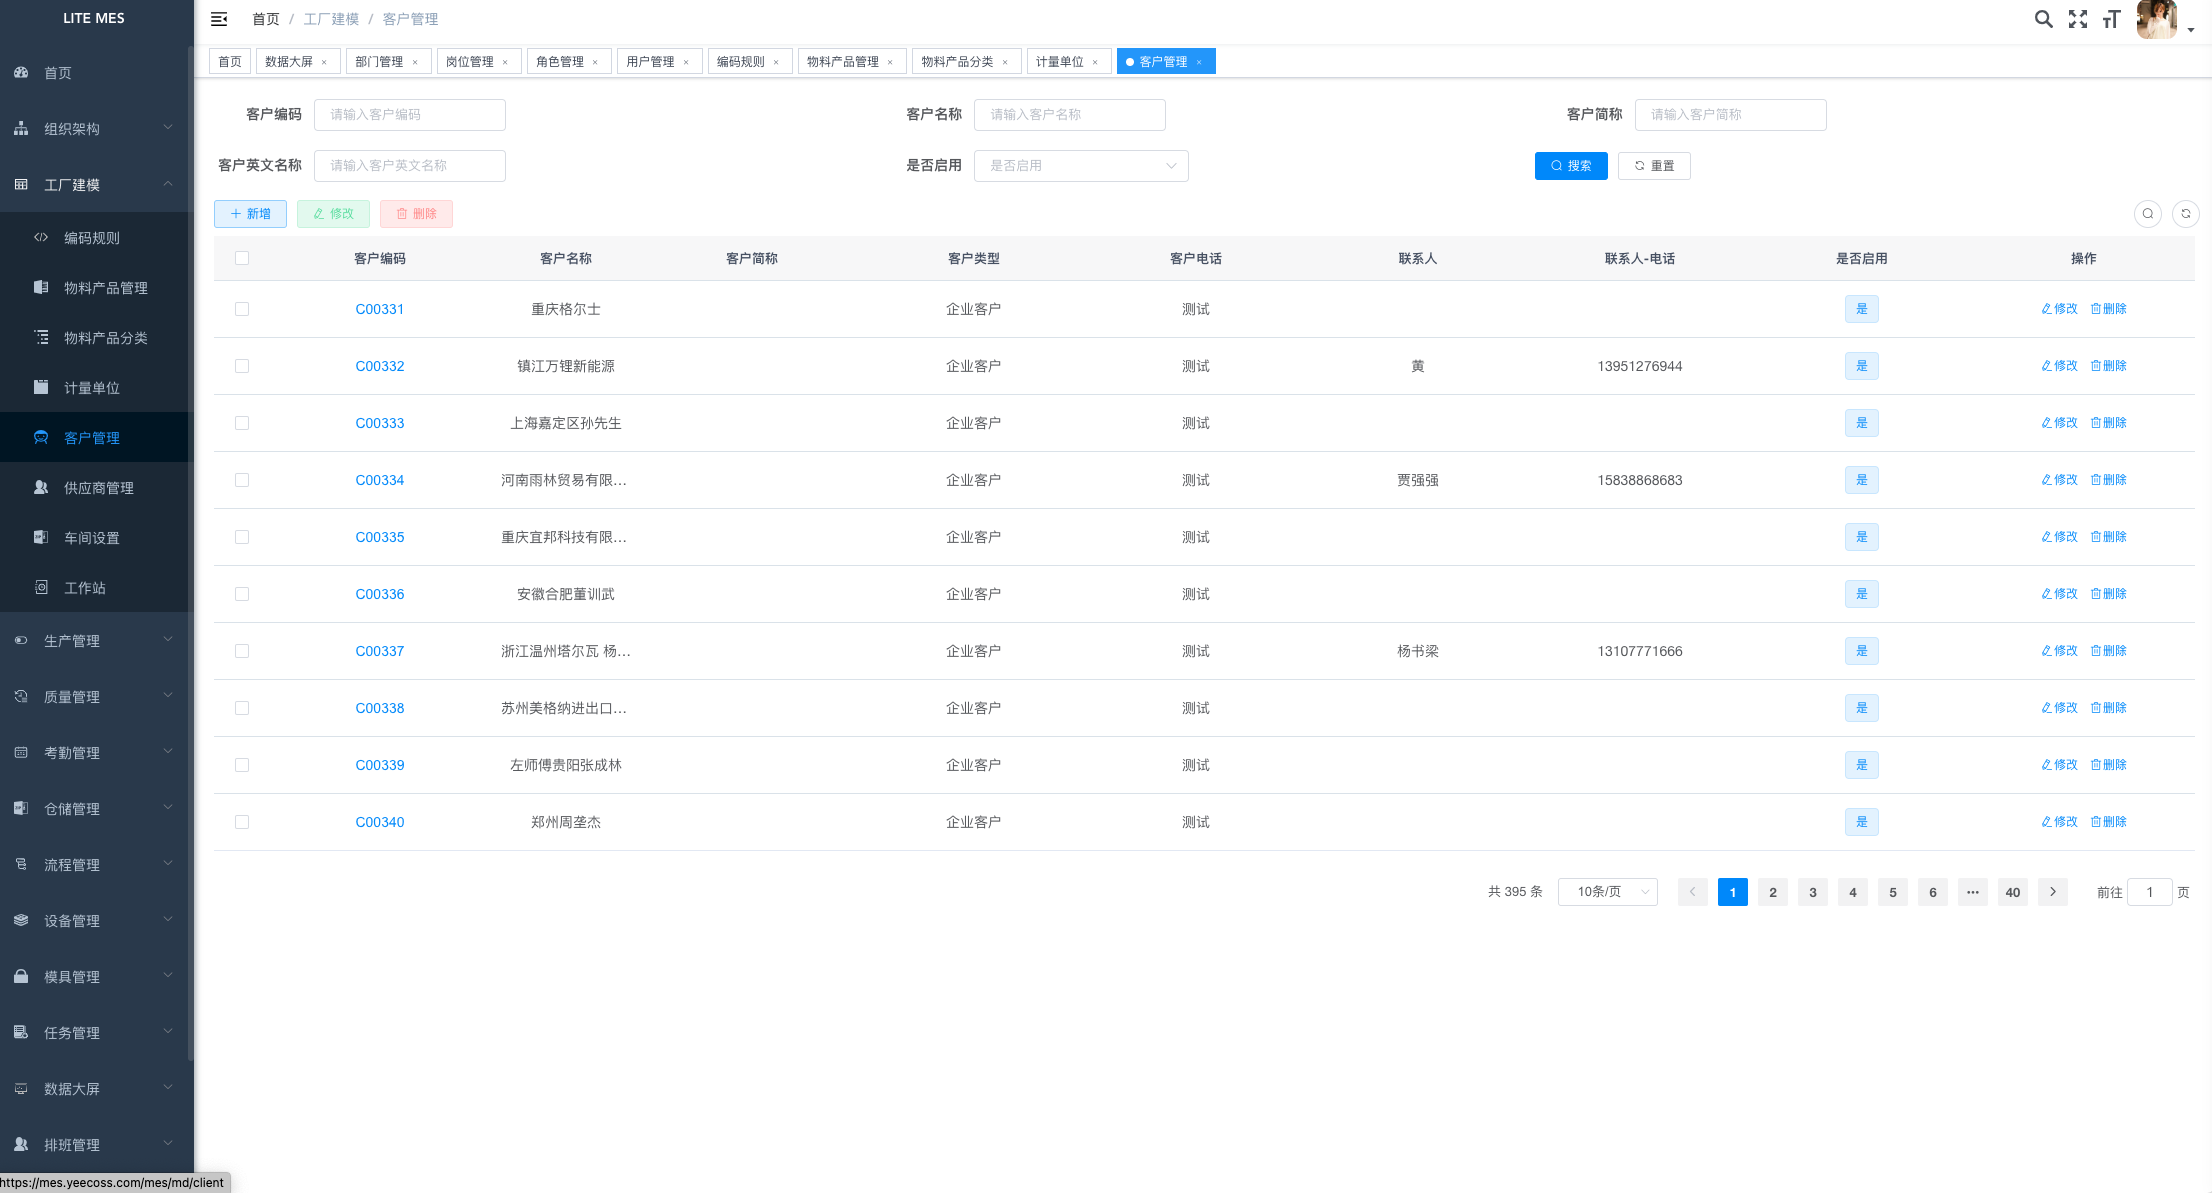 LITE MES
首页
组织架构
工厂建模
编码规则
物料产品管理
物料产品分类
计量单位
客户管理
供应商管理
车间设置
工作站
生产管理
质量管理
考勤管理
仓储管理
流程管理
设备管理
模具管理
任务管理
数据大屏
排班管理
https://mes.yeecoss.com/mes/md/client
首页 / 工厂建模 / 客户管理
首页 数据大屏 × 部门管理 × 岗位管理 × 角色管理 × 用户管理 × 编码规则 × 物料产品管理 × 物料产品分类 × 计量单位 × 客户管理 ×
客户编码 请输入客户编码 客户名称 请输入客户名称 客户简称 请输入客户简称
客户英文名称 请输入客户英文名称 是否启用 是否启用 搜索 重置
新增 修改 删除
客户编码 客户名称 客户简称 客户类型 客户电话 联系人 联系人-电话 是否启用 操作
C00331 重庆格尔士 企业客户 测试 是 修改 删除
C00332 镇江万锂新能源 企业客户 测试 黄 13951276944 是 修改 删除
C00333 上海嘉定区孙先生 企业客户 测试 是 修改 删除
C00334 河南雨林贸易有限... 企业客户 测试 贾强强 15838868683 是 修改 删除
C00335 重庆宜邦科技有限... 企业客户 测试 是 修改 删除
C00336 安徽合肥董训武 企业客户 测试 是 修改 删除
C00337 浙江温州塔尔瓦 杨... 企业客户 测试 杨书梁 13107771666 是 修改 删除
C00338 苏州美格纳进出口... 企业客户 测试 是 修改 删除
C00339 左师傅贵阳张成林 企业客户 测试 是 修改 删除
C00340 郑州周垄杰 企业客户 测试 是 修改 删除
共 395 条 10条/页 1 2 3 4 5 6 ··· 40 前往 1 页